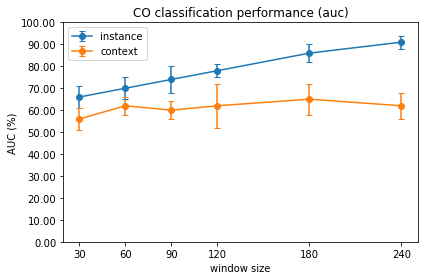 CO classification performance (auc)
instance
context
100.00
90.00
80.00
70.00
60.00
50.00
40.00
30.00
20.00
10.00
0.00
AUC (%)
30 60 90 120 180 240
window size